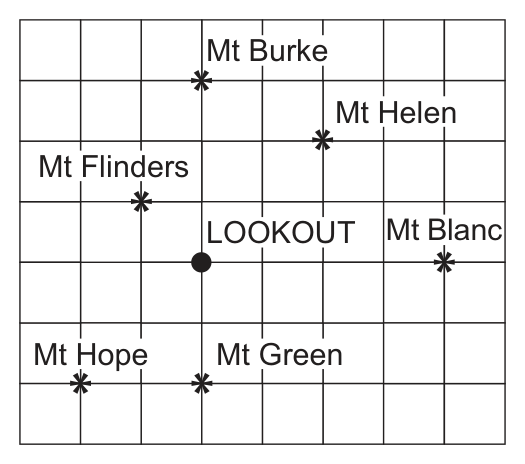 Mt Burke
Mt Helen
Mt Flinders
LOOKOUT
Mt Blanc
Mt Hope
Mt Green